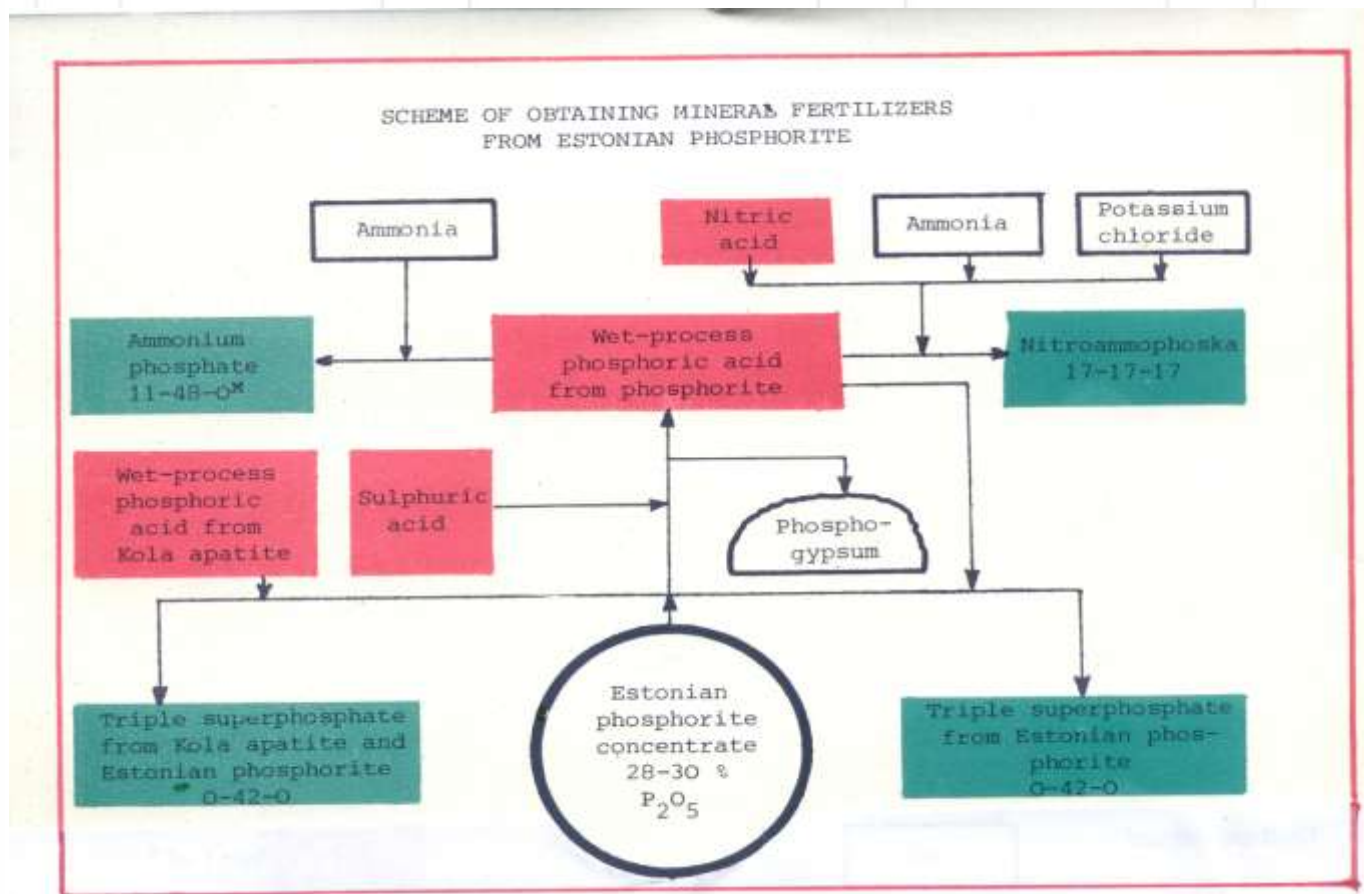 SCHEME OF OBTAINING MINERAL FERTILIZERS
FROM ESTONIAN PHOSPHORITE
Ammonia
Nitric
acid
Ammonia
Potassium
chloride
Ammonium
phosphate
11-48-0ˣ
Wet-process
phosphoric acid
from phosphorite
Nitroammophoska
17-17-17
Wet-process
phosphoric
acid from
Kola apatite
Sulphuric
acid
Phospho-
gypsum
Triple superphosphate
from Kola apatite and
Estonian phosphorite
0-42-0
Estonian
phosphorite
concentrate
28-30 %
P₂O₅
Triple superphosphate
from Estonian phos-
phorite
0-42-0